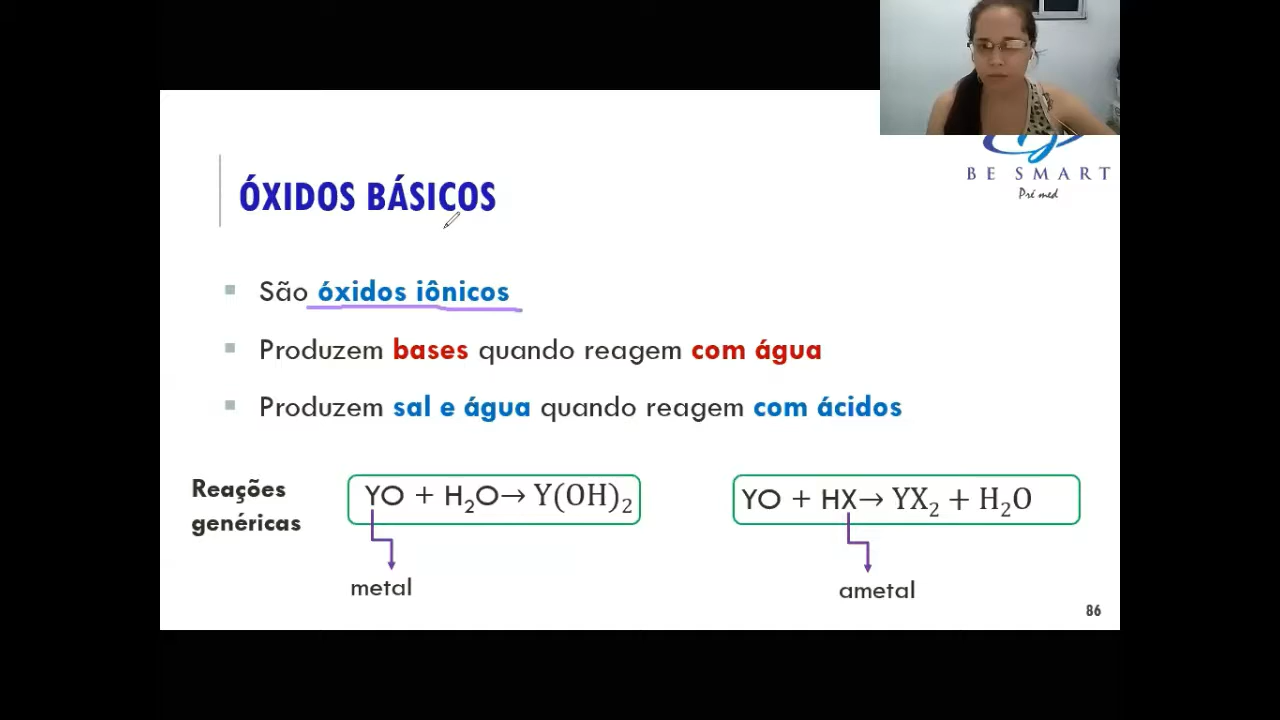 BE SMART
Pré med
ÓXIDOS BÁSICOS
São óxidos iônicos
Produzem bases quando reagem com água
Produzem sal e água quando reagem com ácidos
Reações genéricas
YO + H₂O→ Y(OH)₂
YO + HX→ YX₂ + H₂O
metal
ametal
86